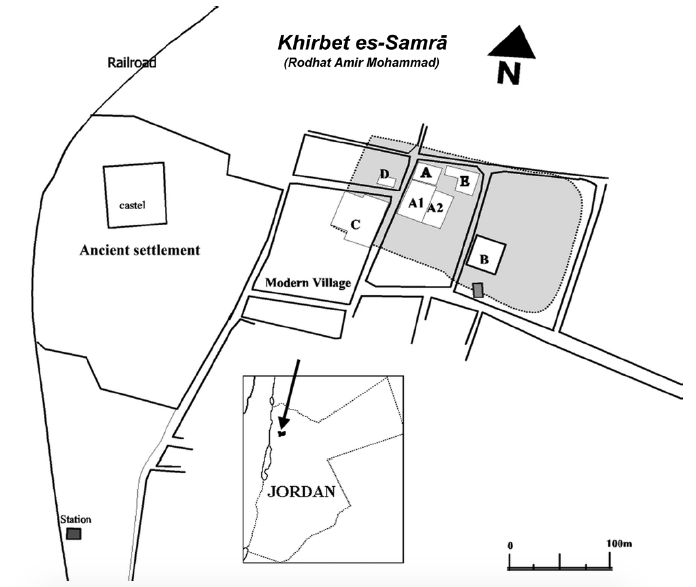 Khirbet es-Samrā
(Rodhat Amir Mohammad)
Railroad
N
D
A
E
castel
A1
A2
C
Ancient settlement
B
Modern Village
JORDAN
Station
0
100m